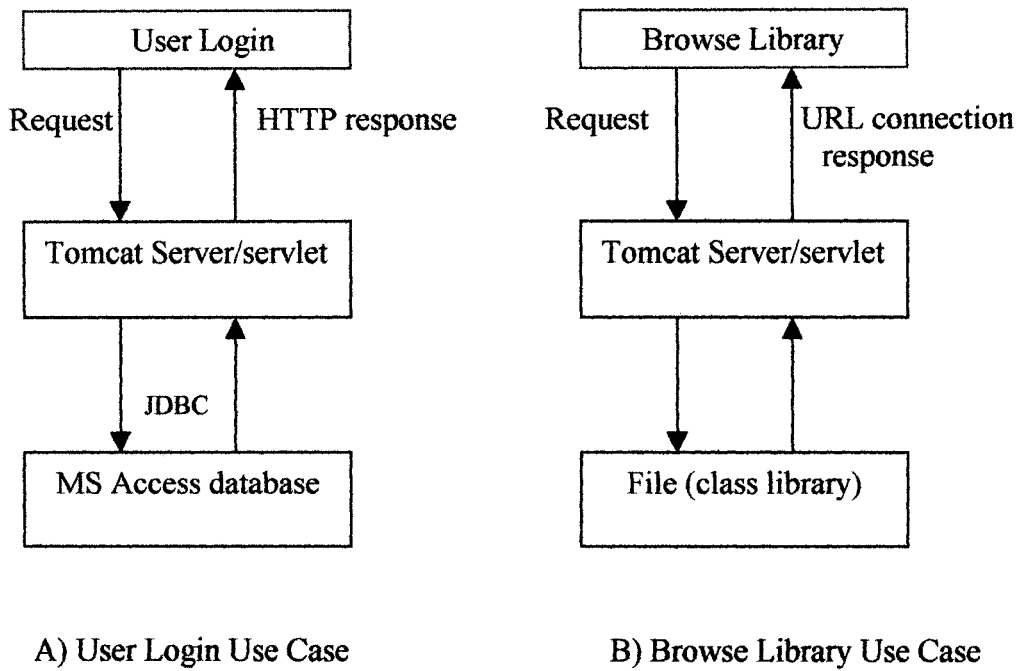 User Login
Request
HTTP response
Tomcat Server/servlet
JDBC
MS Access database
A) User Login Use Case
Browse Library
Request
URL connection
response
Tomcat Server/servlet
File (class library)
B) Browse Library Use Case